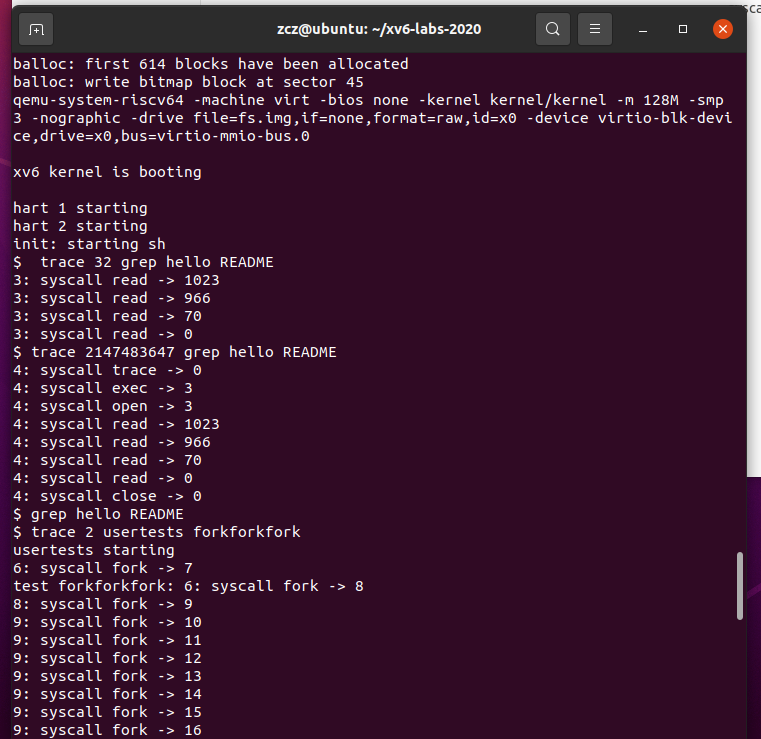 zcz@ubuntu: ~/xv6-labs-2020
sca
balloc: first 614 blocks have been allocated
balloc: write bitmap block at sector 45
qemu-system-riscv64 -machine virt -bios none -kernel kernel/kernel -m 128M -smp
3 -nographic -drive file=fs.img,if=none,format=raw,id=x0 -device virtio-blk-devi
ce,drive=x0,bus=virtio-mmio-bus.0
xv6 kernel is booting
hart 1 starting
hart 2 starting
init: starting sh
$  trace 32 grep hello README
3: syscall read -> 1023
3: syscall read -> 966
3: syscall read -> 70
3: syscall read -> 0
$ trace 2147483647 grep hello README
4: syscall trace -> 0
4: syscall exec -> 3
4: syscall open -> 3
4: syscall read -> 1023
4: syscall read -> 966
4: syscall read -> 70
4: syscall read -> 0
4: syscall close -> 0
$ grep hello README
$ trace 2 usertests forkforkfork
usertests starting
6: syscall fork -> 7
test forkforkfork: 6: syscall fork -> 8
8: syscall fork -> 9
9: syscall fork -> 10
9: syscall fork -> 11
9: syscall fork -> 12
9: syscall fork -> 13
9: syscall fork -> 14
9: syscall fork -> 15
9: syscall fork -> 16